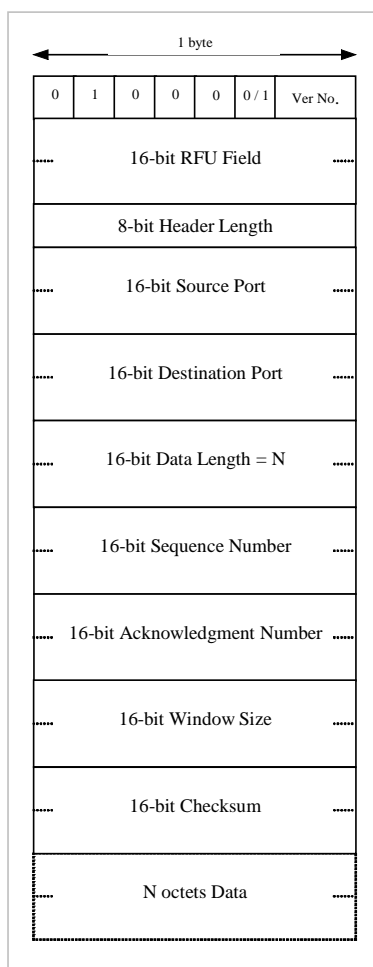 1 byte
0 1 0 0 0 0 / 1 Ver No.
16-bit RFU Field
8-bit Header Length
16-bit Source Port
16-bit Destination Port
16-bit Data Length = N
16-bit Sequence Number
16-bit Acknowledgment Number
16-bit Window Size
16-bit Checksum
N octets Data